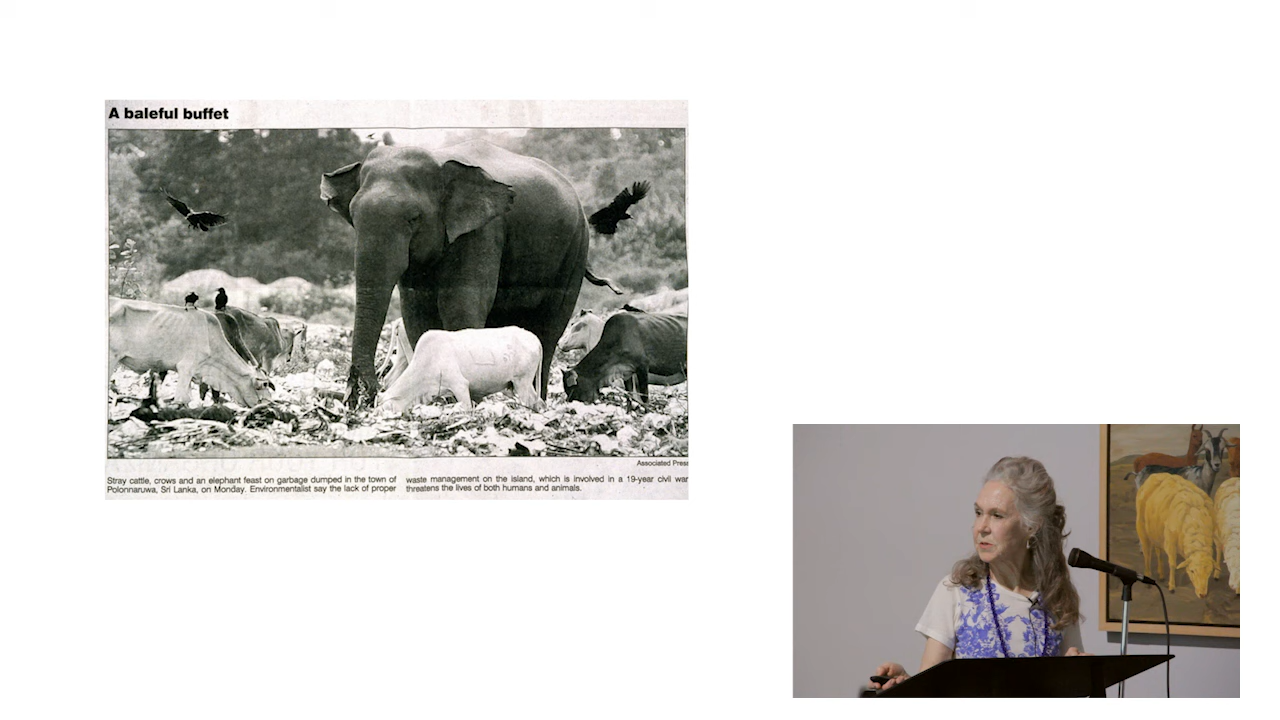 A baleful buffet
Associated Press
Stray cattle, crows and an elephant feast on garbage dumped in the town of
Polonnaruwa, Sri Lanka, on Monday. Environmentalist say the lack of proper
waste management on the island, which is involved in a 19-year civil war
threatens the lives of both humans and animals.